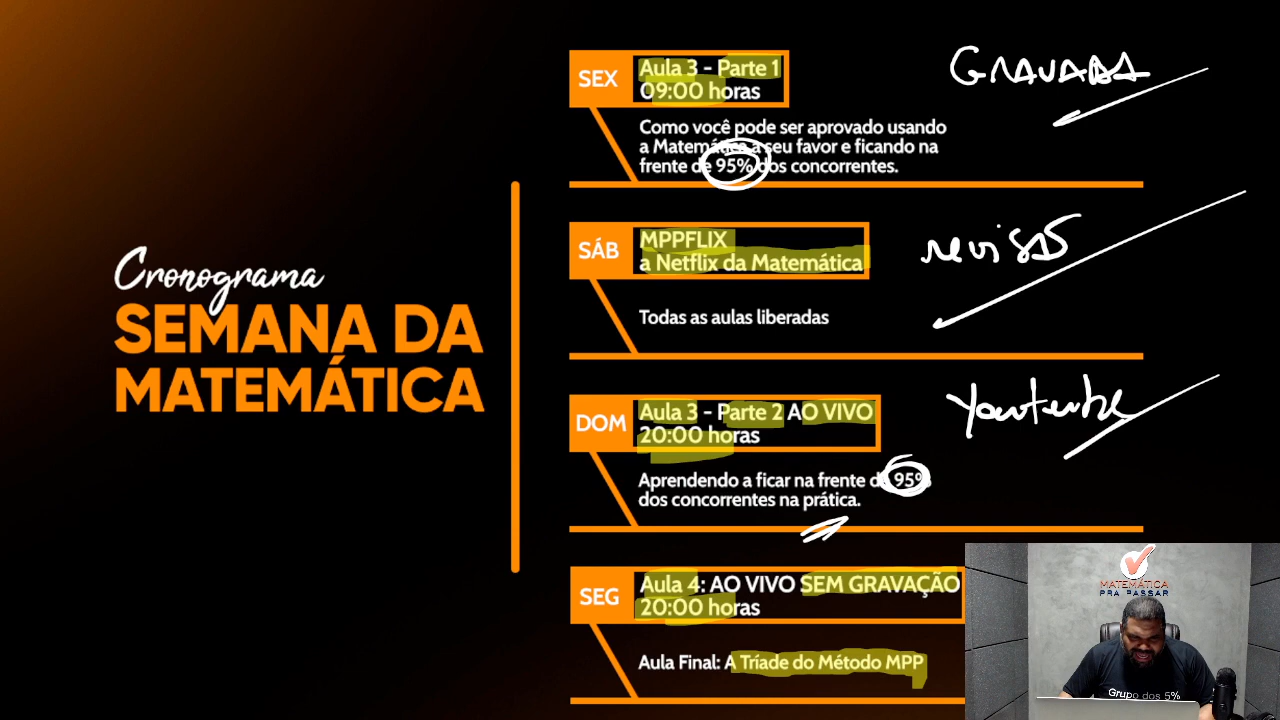 Cronograma
SEMANA DA
MATEMÁTICA
SEX
Aula 3 - Parte 1
09:00 horas
GRAVADA
Como você pode ser aprovado usando
a Matemática a seu favor e ficando na
frente de 95% dos concorrentes.
SÁB
MPPFLIX
a Netflix da Matemática
revisão
Todas as aulas liberadas
DOM
Aula 3 - Parte 2 AO VIVO
20:00 horas
Youtube
Aprendendo a ficar na frente de 95%
dos concorrentes na prática.
SEG
Aula 4: AO VIVO SEM GRAVAÇÃO
20:00 horas
Aula Final: A Tríade do Método MPP
MATEMÁTICA
PRA PASSAR
Grupo dos 5%